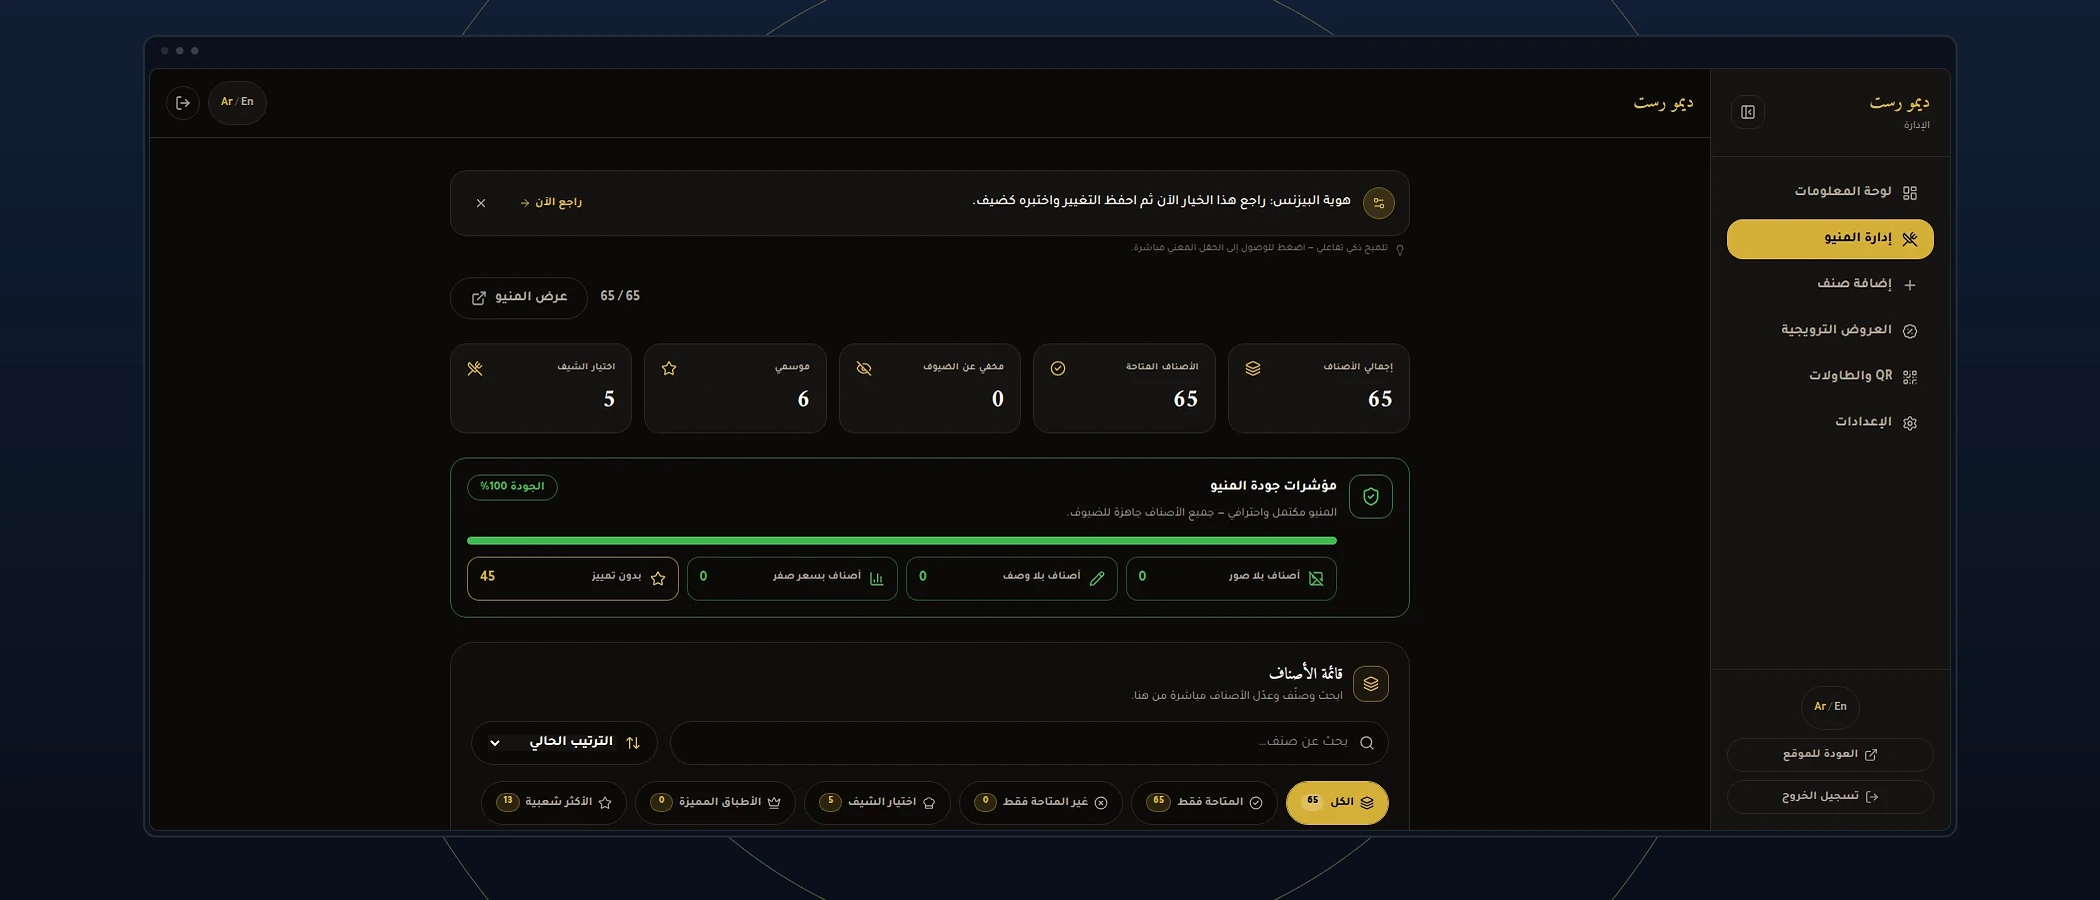 ديمو رست
الإدارة
لوحة المعلومات
إدارة المنيو
إضافة صنف
العروض الترويجية
QR والطاولات
الإعدادات
Ar / En
العودة للموقع
تسجيل الخروج
ديمو رست
Ar / En
هوية البيزنس: راجع هذا الخيار الآن ثم احفظ التغيير واختبره كضيف.
راجع الآن →
تلميح ذكي تفاعلي – اضغط للوصول إلى الحقل المعني مباشرة.
65 / 65
عرض المنيو
إجمالي الأصناف
65
الأصناف المتاحة
65
مخفي عن الضيوف
0
موسمي
6
اختيار الشيف
5
مؤشرات جودة المنيو
الجودة 100%
المنيو مكتمل واحترافي – جميع الأصناف جاهزة للضيوف.
أصناف بلا صور 0
أصناف بلا وصف 0
أصناف بسعر صفر 0
بدون تمييز 45
قائمة الأصناف
ابحث وصنّف وعدّل الأصناف مباشرة من هنا.
بحث عن صنف...
الترتيب الحالي
الكل 65
المتاحة فقط 65
غير المتاحة فقط 0
اختيار الشيف 5
الأطباق المميزة 0
الأكثر شعبية 13